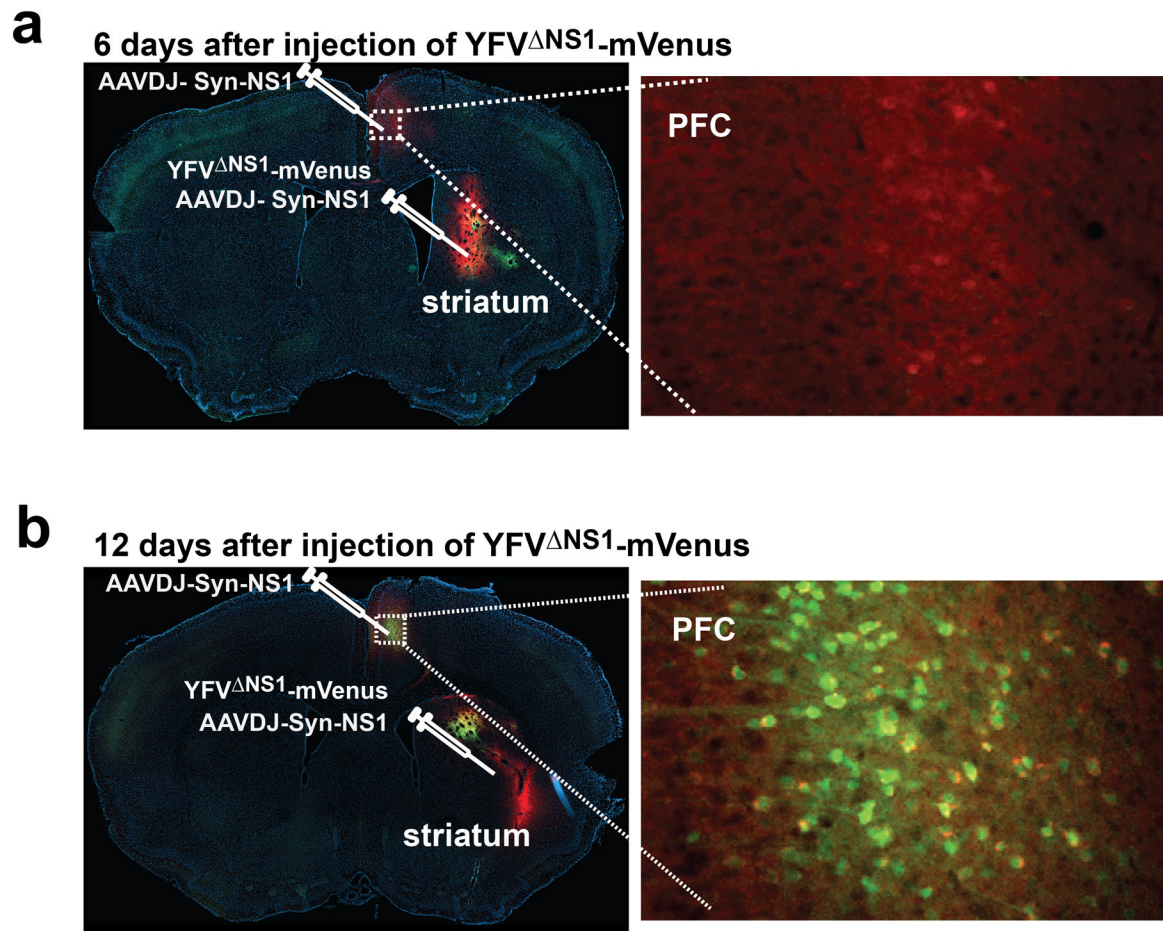 a
6 days after injection of YFV^ΔNS1-mVenus
AAVDJ- Syn-NS1
YFV^ΔNS1-mVenus
AAVDJ- Syn-NS1
striatum
PFC
b
12 days after injection of YFV^ΔNS1-mVenus
AAVDJ-Syn-NS1
YFV^ΔNS1-mVenus
AAVDJ-Syn-NS1
striatum
PFC